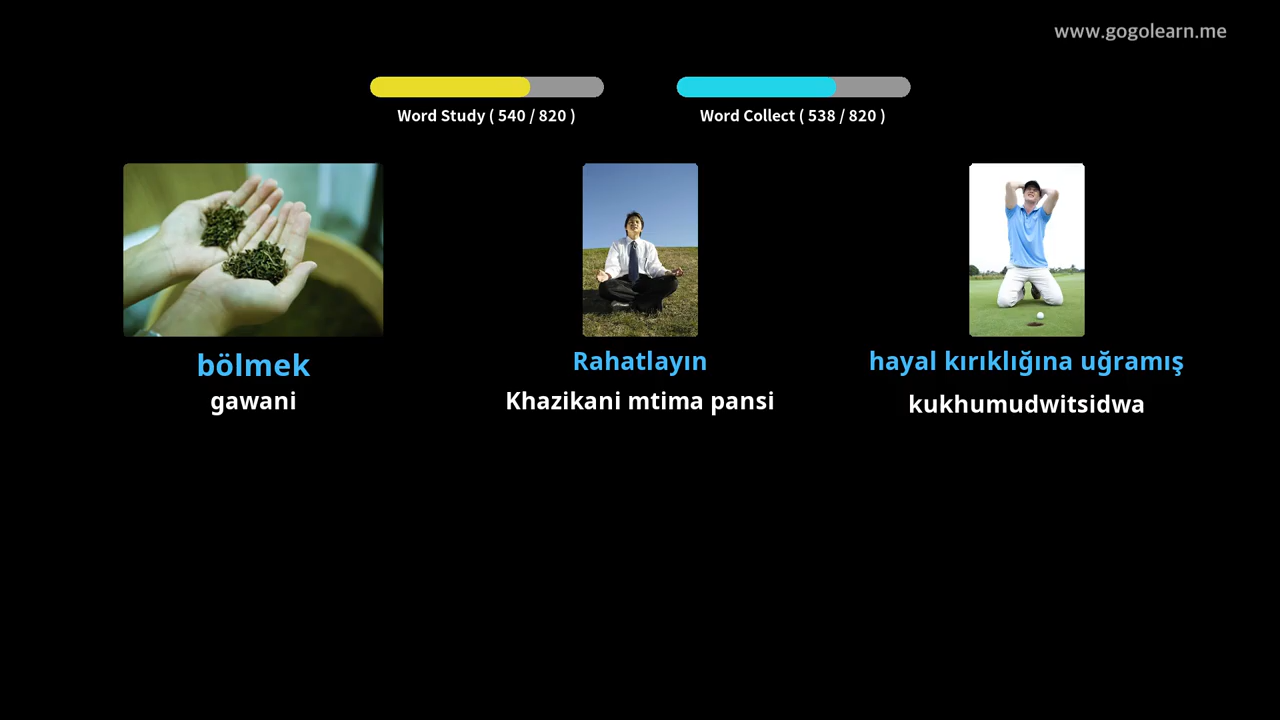 www.gogolearn.me
Word Study ( 540 / 820 )
Word Collect ( 538 / 820 )
bölmek
gawani
Rahatlayın
Khazikani mtima pansi
hayal kırıklığına uğramış
kukhumudwitsidwa